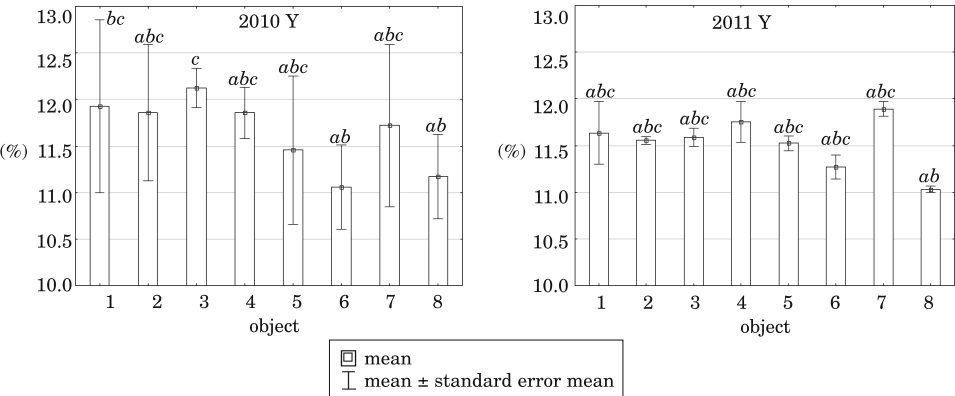 2010 Y
13.0
12.5
12.0
11.5
11.0
10.5
10.0
(%)
bc
abc
c
abc
abc
ab
abc
ab
1 2 3 4 5 6 7 8
object
2011 Y
13.0
12.5
12.0
11.5
11.0
10.5
10.0
(%)
abc
abc
abc
abc
abc
abc
abc
ab
1 2 3 4 5 6 7 8
object
mean
mean ± standard error mean